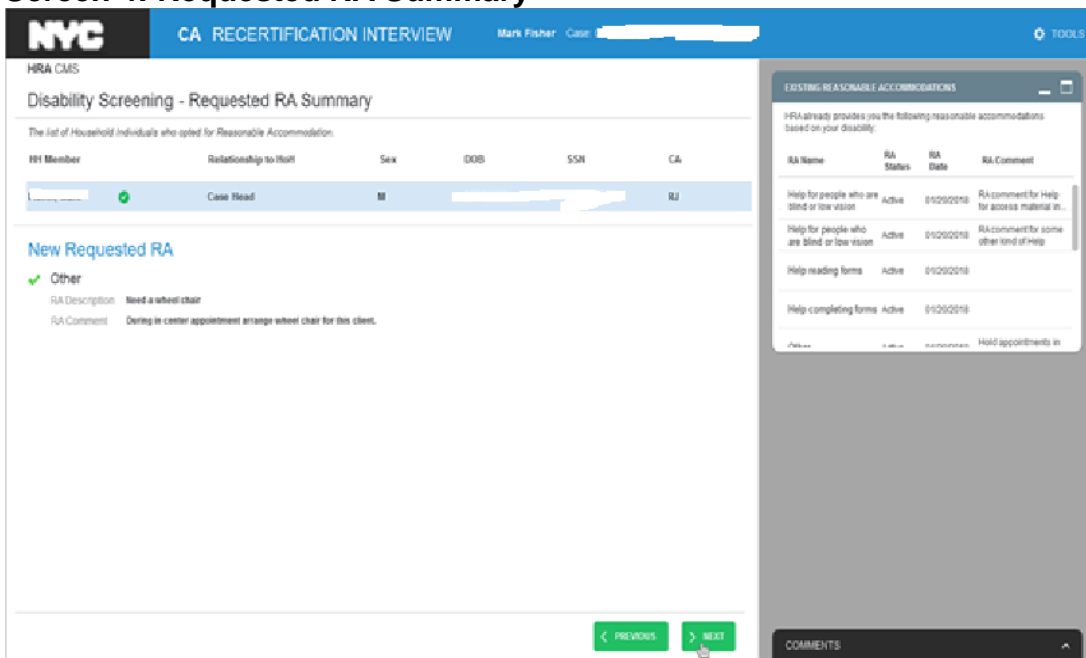 Screen 4: Requested RA Summary
NYC
CA RECERTIFICATION INTERVIEW
Mark Fisher Case:
TOOLS
HRA CMS
Disability Screening - Requested RA Summary
The list of Household individuals who opted for Reasonable Accommodation.
HH Member Relationship to HoH Sex DOB SSN CA
Case Head M RJ
New Requested RA
Other
RA Description Need a wheel chair
RA Comment During in center appointment arrange wheel chair for this client.
PREVIOUS NEXT
EXISTING REASONABLE ACCOMMODATIONS
HRA already provides you the following reasonable accommodations
based on your disability:
RA Name RA Status RA Date RA Comment
Help for people who are blind or low vision Active 01/20/2018 RA comment for Help for access material in..
Help for people who are blind or low vision Active 01/20/2018 RA comment for some other kind of Help
Help reading forms Active 01/20/2018
Help completing forms Active 01/20/2018
Other Hold appointments in
COMMENTS